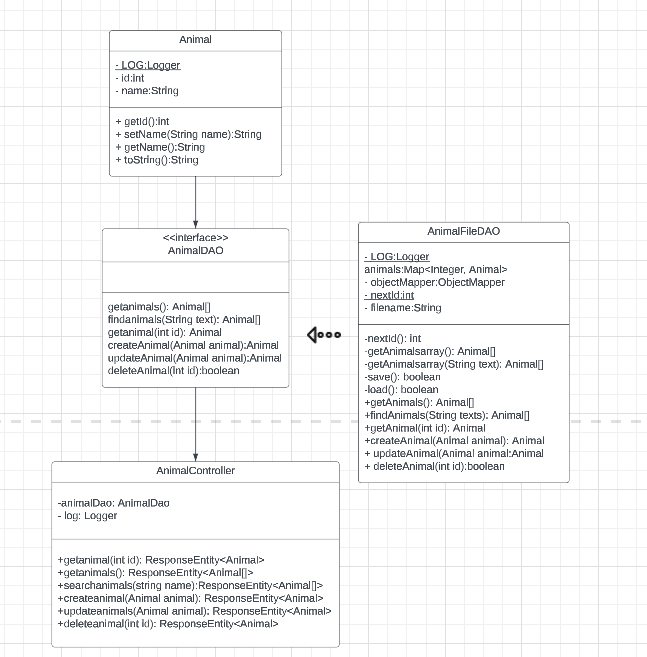 Animal
- LOG:Logger
- id:int
- name:String
+ getId():int
+ setName(String name):String
+ getName():String
+ toString():String
<<interface>>
AnimalDAO
getanimals(): Animal[]
findanimals(String text): Animal[]
getanimal(int id): Animal
createAnimal(Animal animal):Animal
updateAnimal(Animal animal):Animal
deleteAnimal(int id):boolean
AnimalFileDAO
- LOG:Logger
animals:Map<Integer, Animal>
- objectMapper:ObjectMapper
- nextId:int
- filename:String
-nextId(): int
-getAnimalsarray(): Animal[]
-getAnimalsarray(String text): Animal[]
-save(): boolean
-load(): boolean
+getAnimals(): Animal[]
+findAnimals(String texts): Animal[]
+getAnimal(int id): Animal
+createAnimal(Animal animal): Animal
+ updateAnimal(Animal animal:Animal
+ deleteAnimal(int id):boolean
AnimalController
-animalDao: AnimalDao
- log: Logger
+getanimal(int id): ResponseEntity<Animal>
+getanimals(): ResponseEntity<Animal[]>
+searchanimals(string name):ResponseEntity<Animal[]>
+createanimal(Animal animal): ResponseEntity<Animal>
+updateanimals(Animal animal): ResponseEntity<Animal>
+deleteanimal(int id): ResponseEntity<Animal>